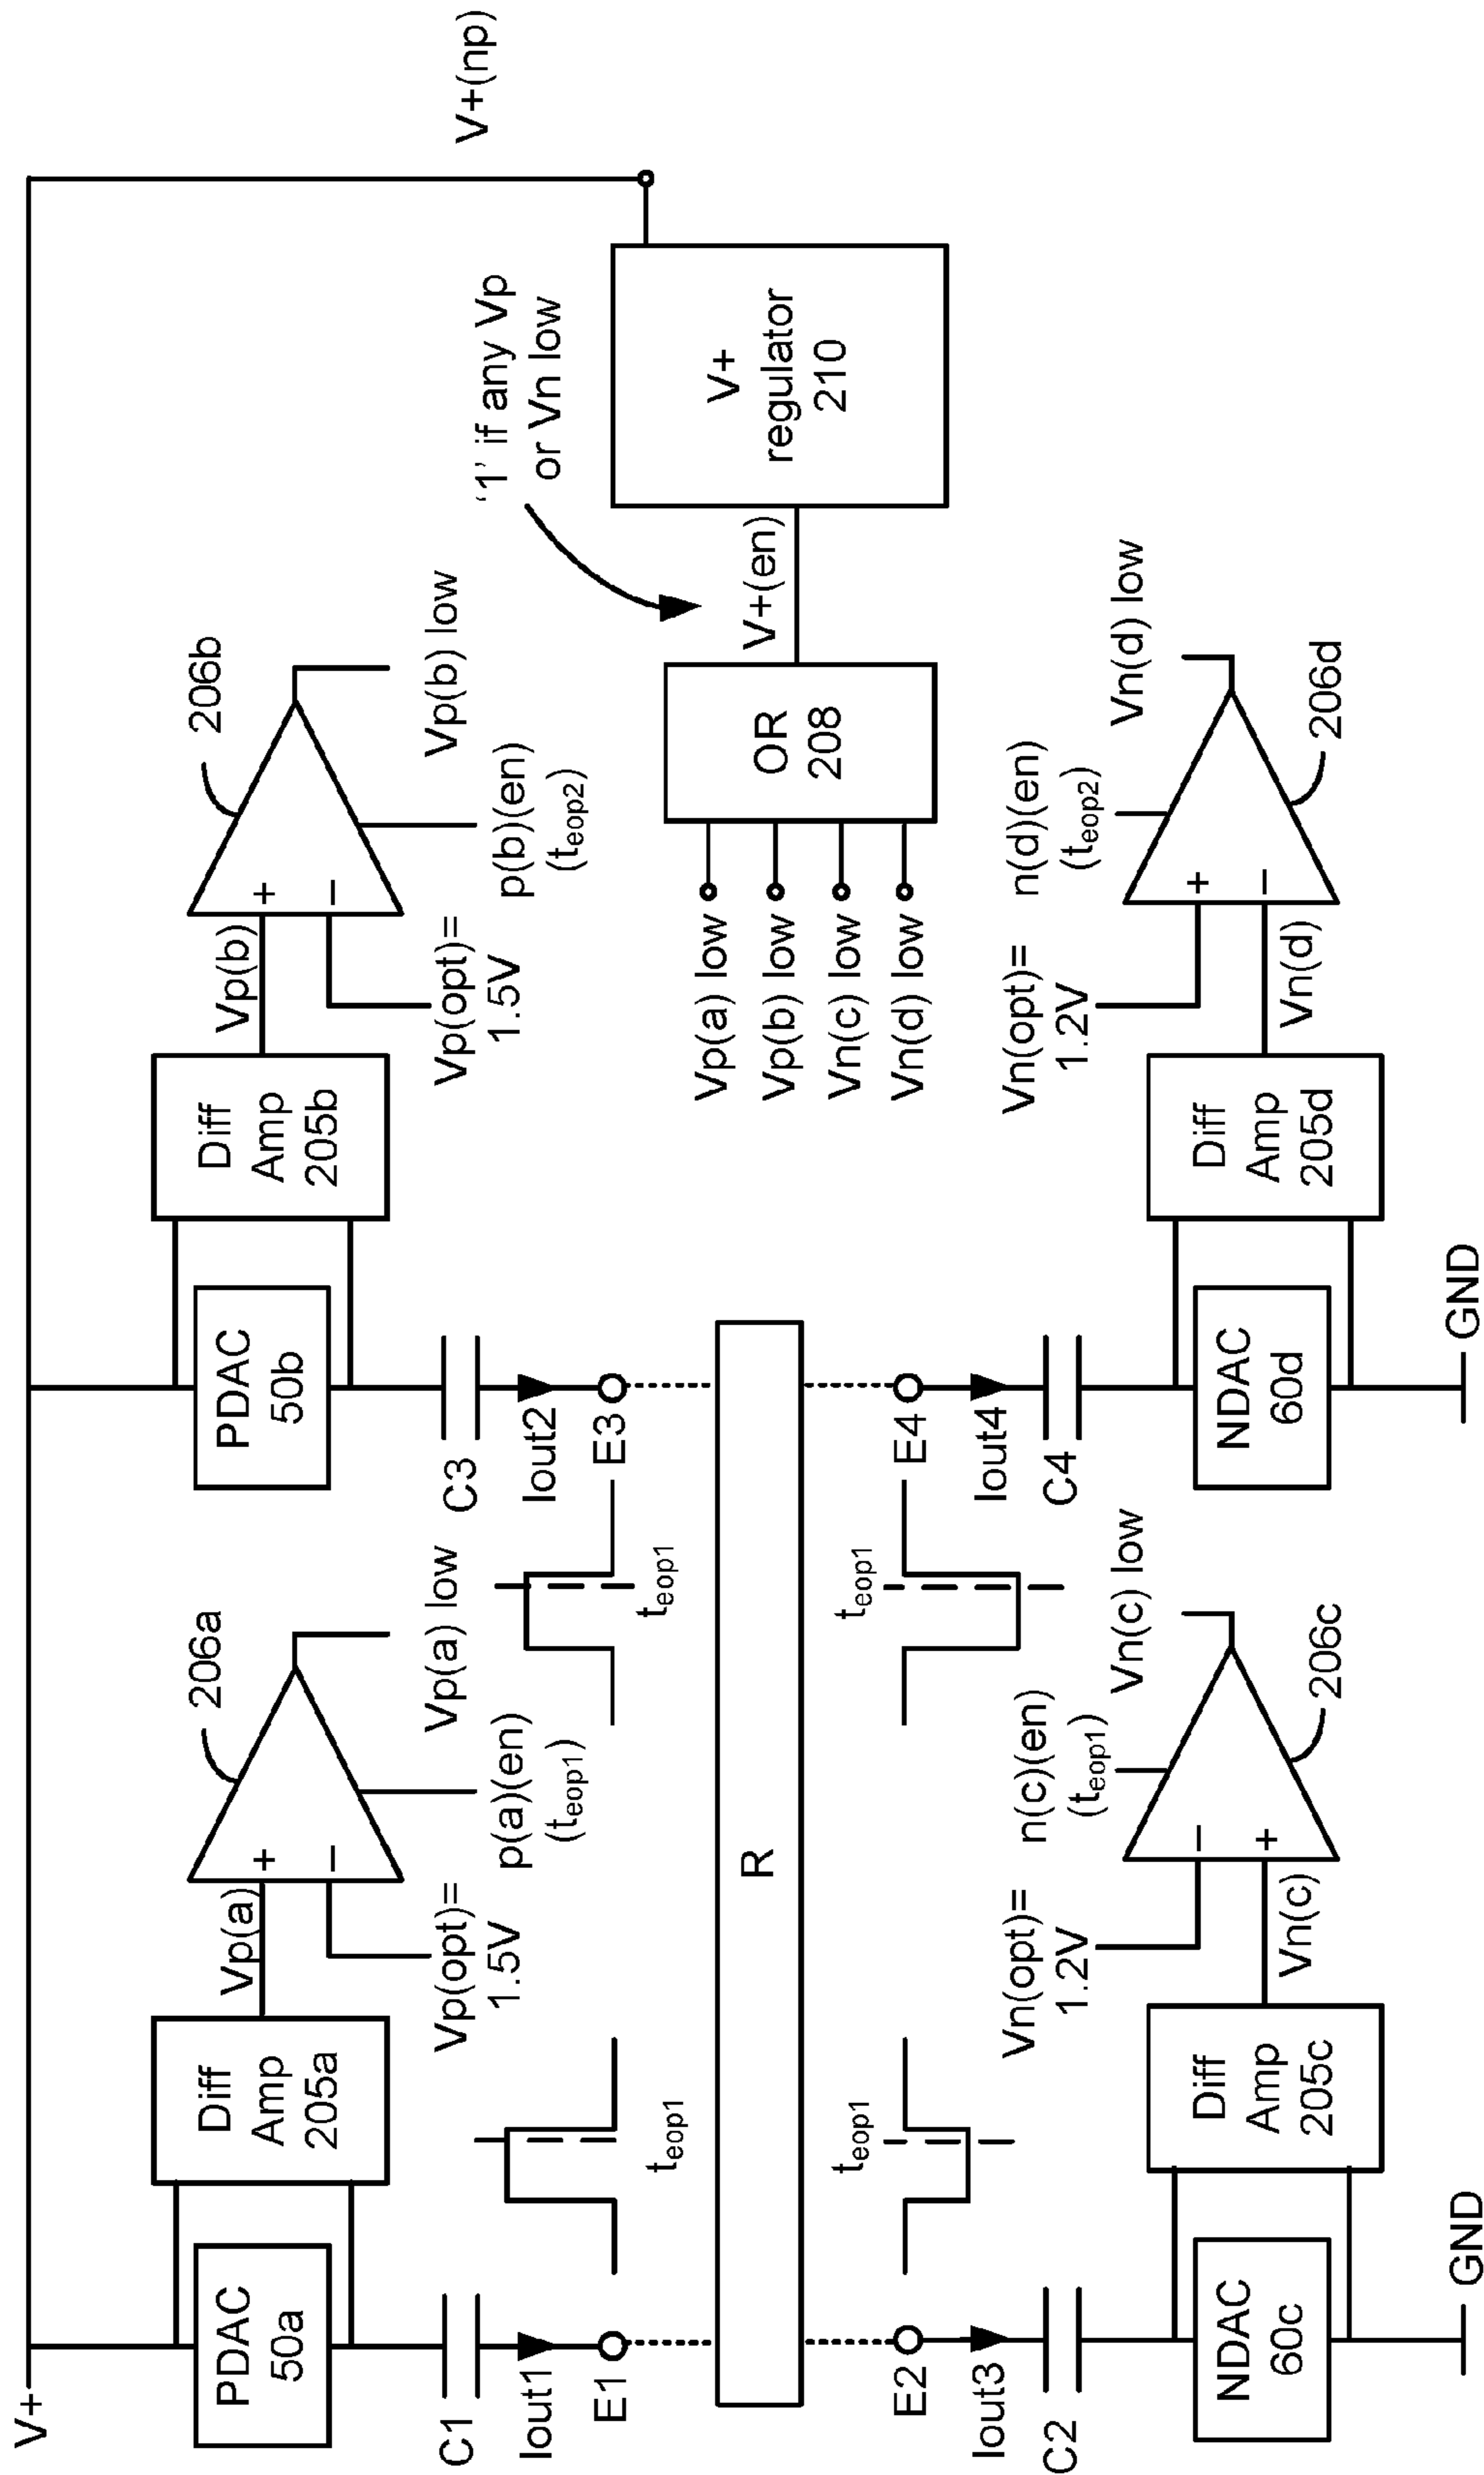 V+
V+(np)
PDAC
50a
Diff
Amp
205a
Vp(a)
+
−
206a
Vp(a) low
Vp(opt)=
1.5V
p(a)(en)
(teop1)
C1
Iout1
E1
teop1
PDAC
50b
Diff
Amp
205b
Vp(b)
+
−
206b
Vp(b) low
Vp(opt)=
1.5V
p(b)(en)
(teop2)
C3
Iout2
E3
teop1
R
'1' if any Vp
or Vn low
Vp(a) low
Vp(b) low
Vn(c) low
Vn(d) low
OR
208
V+(en)
V+
regulator
210
E2
Iout3
C2
teop1
Vn(opt)=
1.2V
n(c)(en)
(teop1)
Vn(c) low
NDAC
60c
Diff
Amp
205c
Vn(c)
−
+
206c
GND
E4
Iout4
C4
teop1
Vn(opt)=
1.2V
n(d)(en)
(teop2)
Vn(d) low
NDAC
60d
Diff
Amp
205d
Vn(d)
+
−
206d
GND